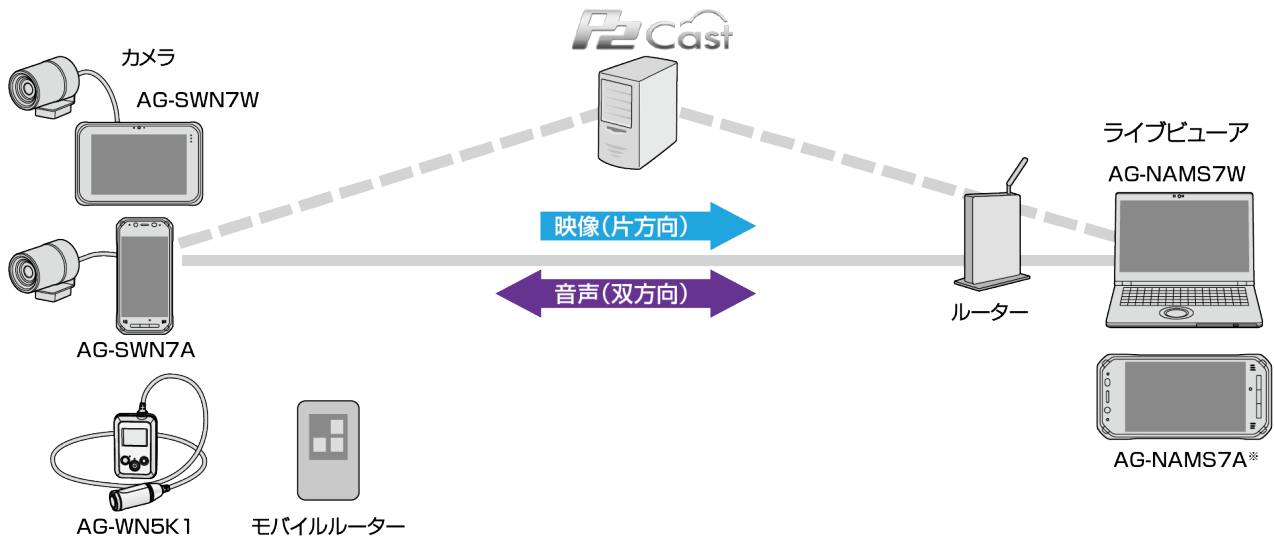 P2 Cast
カメラ
AG-SWN7W
ライブビューア
AG-NAMS7W
映像(片方向)
音声(双方向)
ルーター
AG-SWN7A
AG-NAMS7A※
AG-WN5K1
モバイルルーター